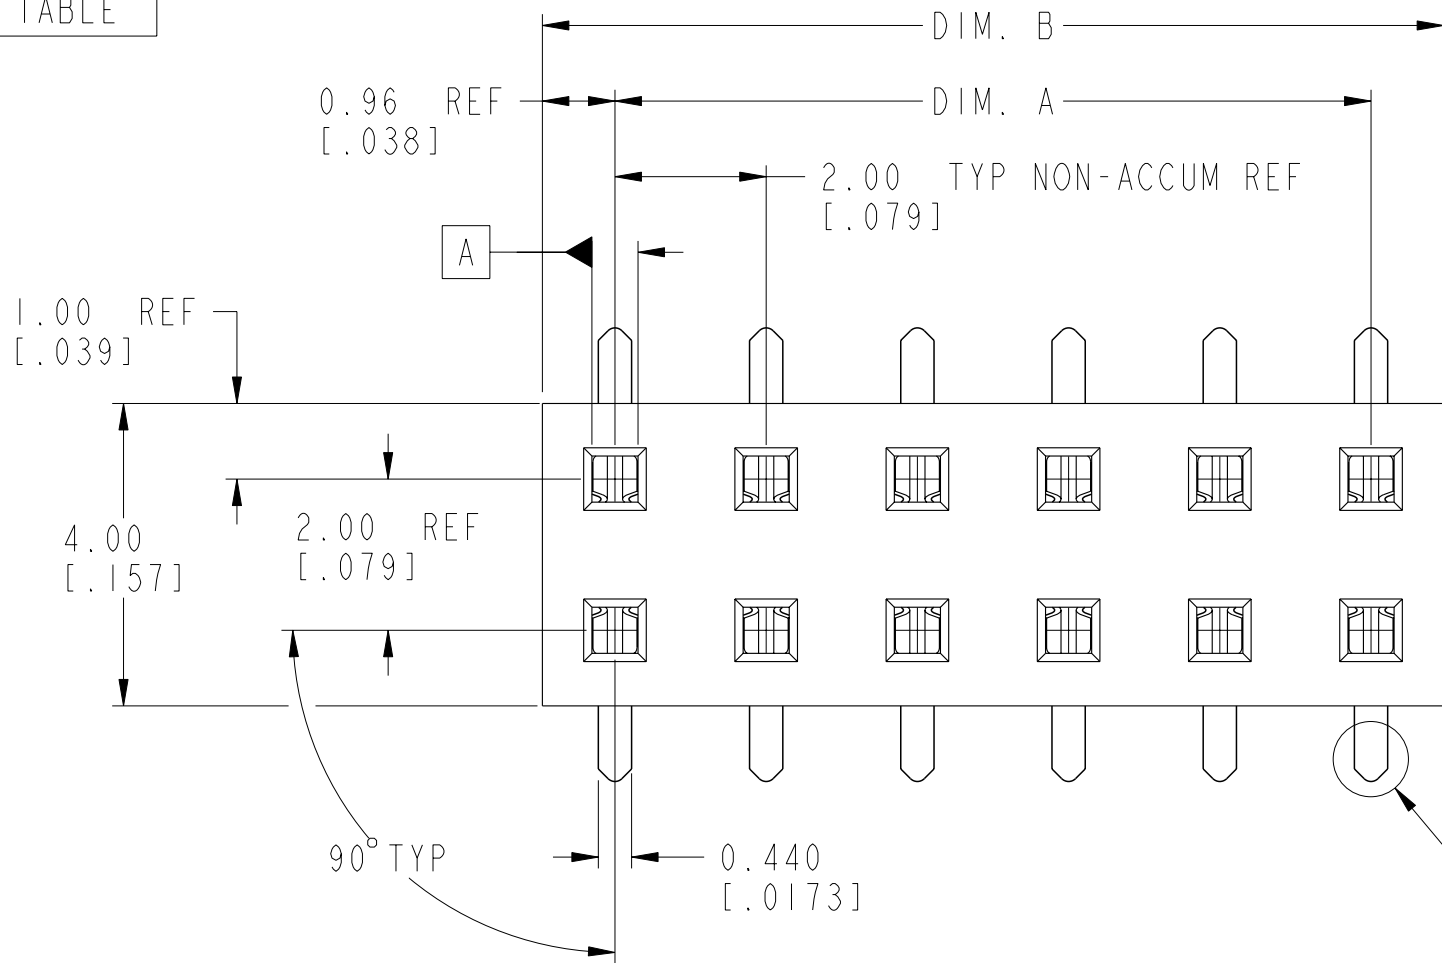 TABLE
DIM. B
0.96 REF
[.038]
DIM. A
2.00 TYP NON-ACCUM REF
[.079]
A
1.00 REF
[.039]
4.00
[.157]
2.00 REF
[.079]
90° TYP
0.440
[.0173]